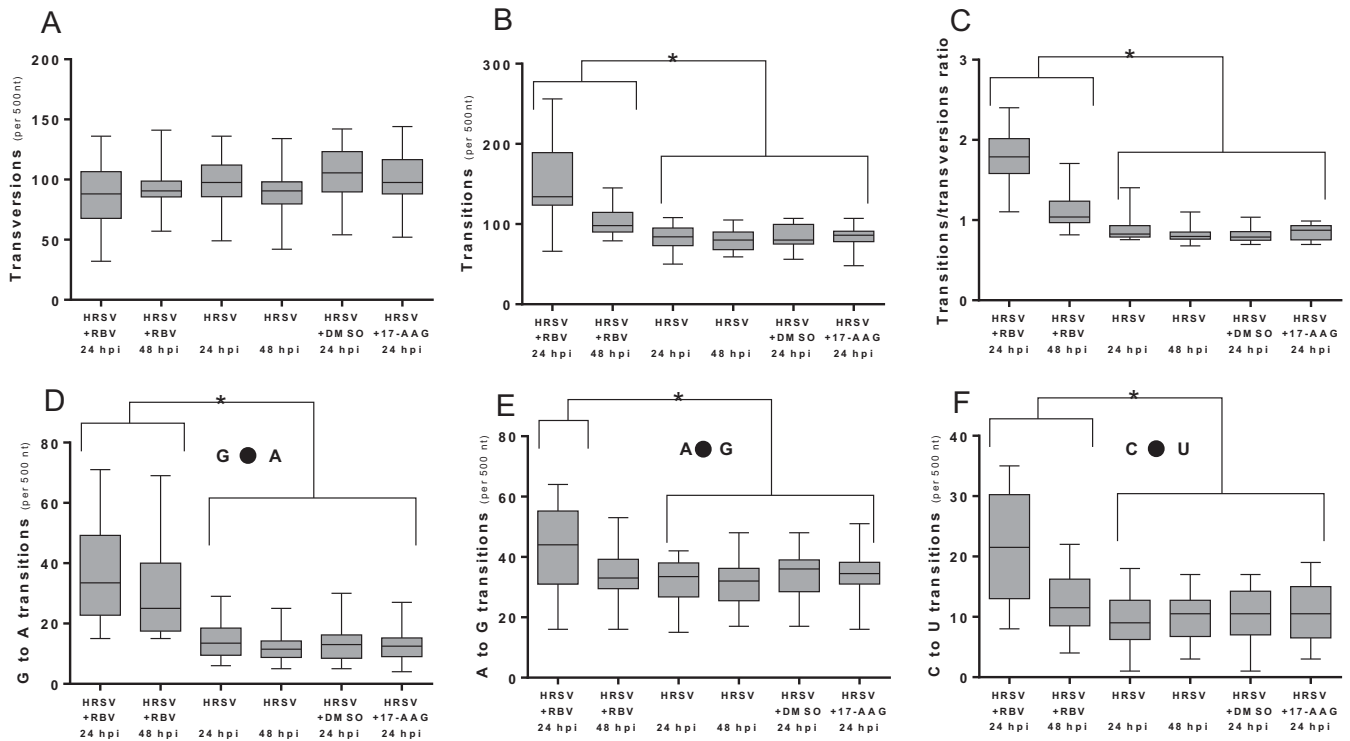 A
Transversions (per 500nt)
200
150
100
50
0
HRSV HRSV HRSV HRSV HRSV HRSV
+RBV +RBV +DMSO +17-AAG
24 hpi 48 hpi 24 hpi 48 hpi 24 hpi 24 hpi
B
Transitions (per 500nt)
300
200
100
0
*
HRSV HRSV HRSV HRSV HRSV HRSV
+RBV +RBV +DMSO +17-AAG
24 hpi 48 hpi 24 hpi 48 hpi 24 hpi 24 hpi
C
Transitions/transversions ratio
3
2
1
0
*
HRSV HRSV HRSV HRSV HRSV HRSV
+RBV +RBV +DMSO +17-AAG
24 hpi 48 hpi 24 hpi 48 hpi 24 hpi 24 hpi
D
G to A transitions (per 500 nt)
80
60
40
20
0
*
G ● A
HRSV HRSV HRSV HRSV HRSV HRSV
+RBV +RBV +DMSO +17-AAG
24 hpi 48 hpi 24 hpi 48 hpi 24 hpi 24 hpi
E
A to G transitions (per 500 nt)
80
60
40
20
0
*
A ● G
HRSV HRSV HRSV HRSV HRSV HRSV
+RBV +RBV +DMSO +17-AAG
24 hpi 48 hpi 24 hpi 48 hpi 24 hpi 24 hpi
F
C to U transitions (per 500 nt)
40
30
20
10
0
*
C ● U
HRSV HRSV HRSV HRSV HRSV HRSV
+RBV +RBV +DMSO +17-AAG
24 hpi 48 hpi 24 hpi 48 hpi 24 hpi 24 hpi